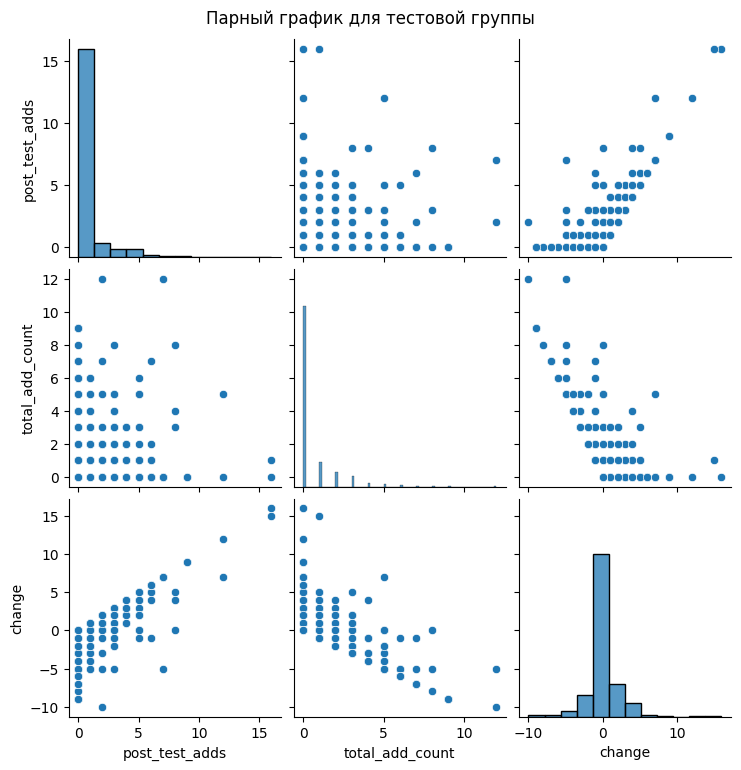 Парный график для тестовой группы
post_test_adds
15
10
5
0
total_add_count
12
10
8
6
4
2
0
change
15
10
5
0
−5
−10
0 5 10 15
0 5 10
−10 0 10
post_test_adds total_add_count change